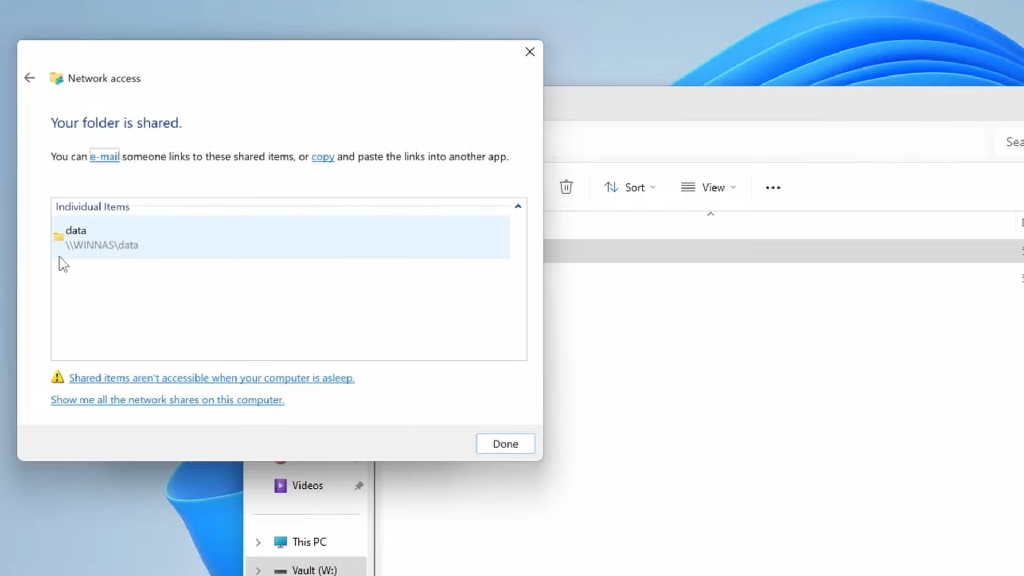 Network access
Your folder is shared.
You can e-mail someone links to these shared items, or copy and paste the links into another app.
Individual Items
data
\\WINNAS\data
Shared items aren't accessible when your computer is asleep.
Show me all the network shares on this computer.
Done
Sort
View
Videos
This PC
Vault (W:)